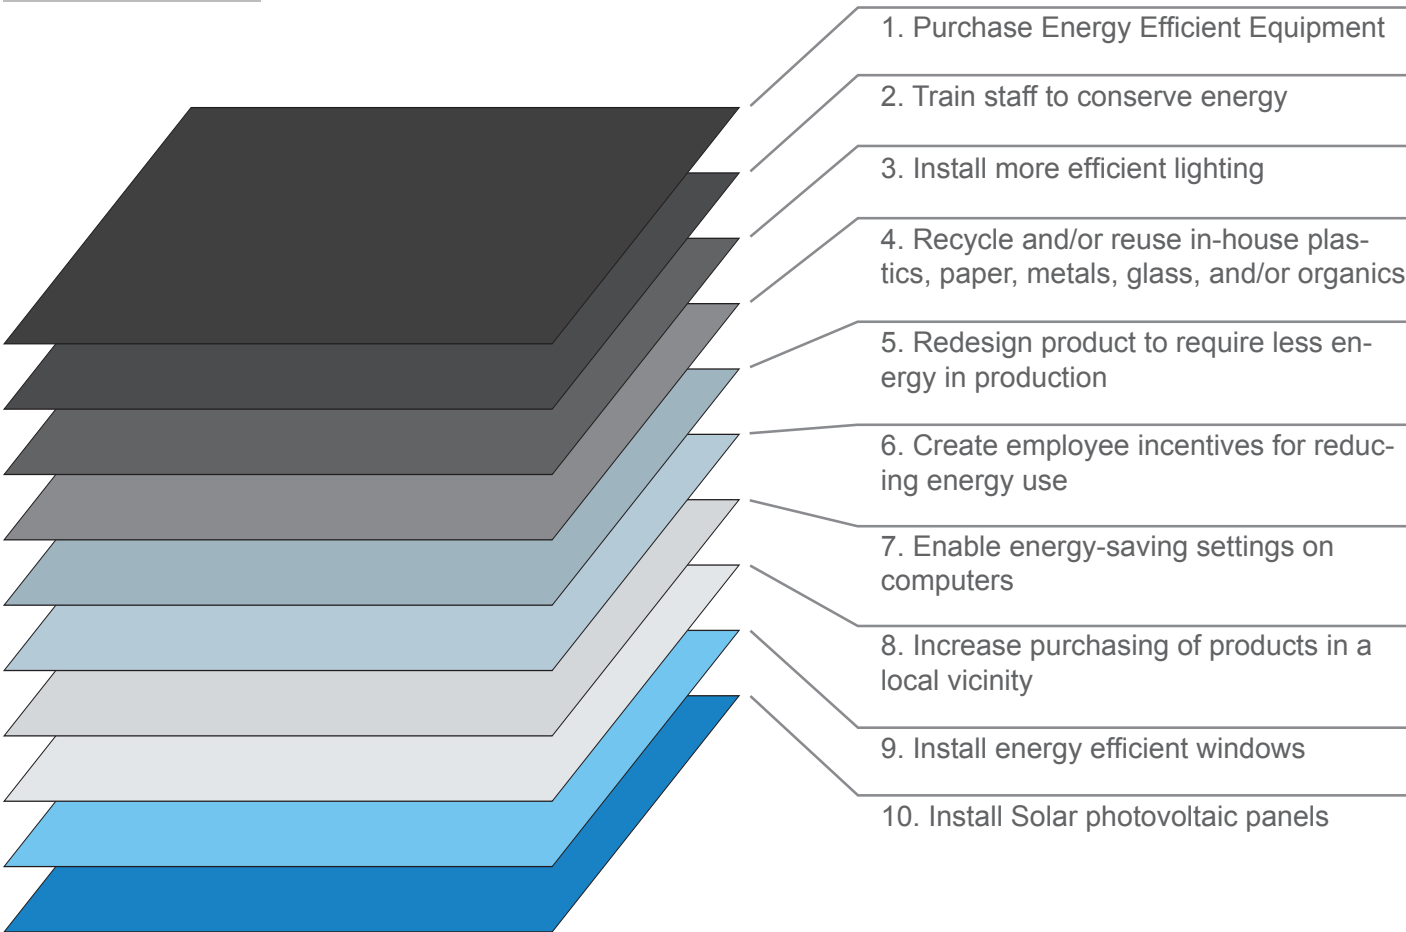 1. Purchase Energy Efficient Equipment
2. Train staff to conserve energy
3. Install more efficient lighting
4. Recycle and/or reuse in-house plas-
tics, paper, metals, glass, and/or organics
5. Redesign product to require less en-
ergy in production
6. Create employee incentives for reduc-
ing energy use
7. Enable energy-saving settings on
computers
8. Increase purchasing of products in a
local vicinity
9. Install energy efficient windows
10. Install Solar photovoltaic panels